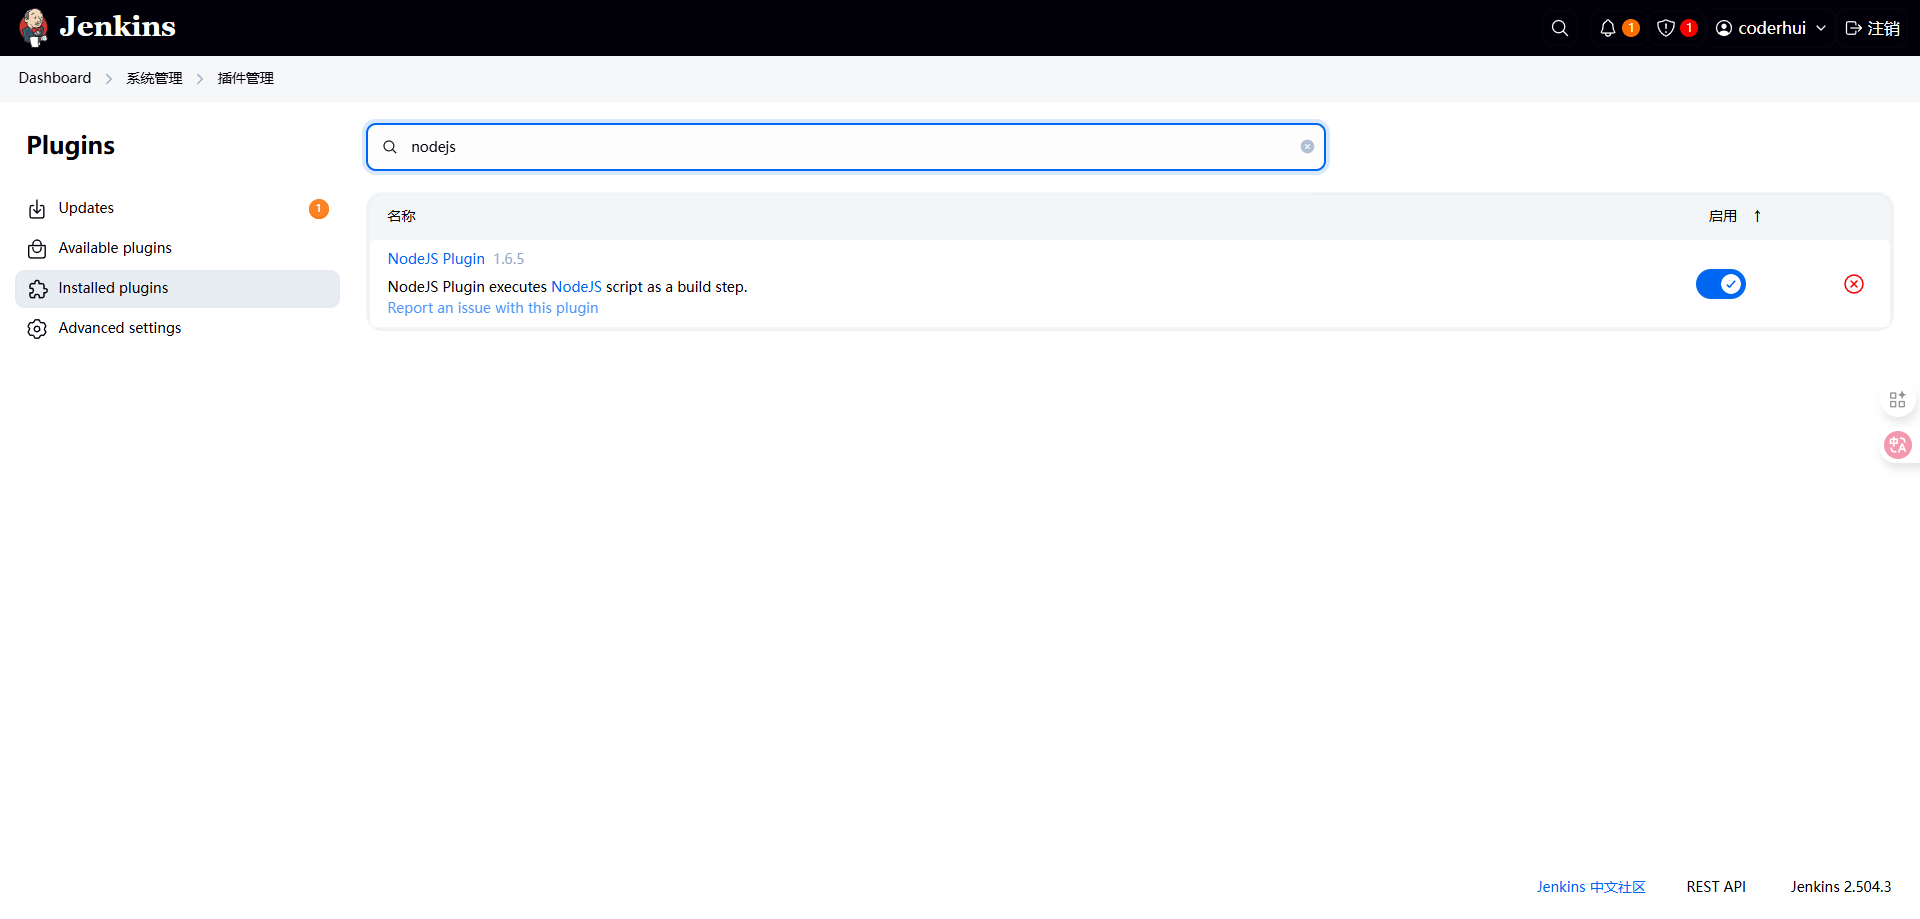 Jenkins
1
1
coderhui
注销
Dashboard
系统管理
插件管理
Plugins
nodejs
Updates
1
Available plugins
Installed plugins
Advanced settings
名称
启用 ↑
NodeJS Plugin 1.6.5
NodeJS Plugin executes NodeJS script as a build step.
Report an issue with this plugin
中A
Jenkins 中文社区
REST API
Jenkins 2.504.3